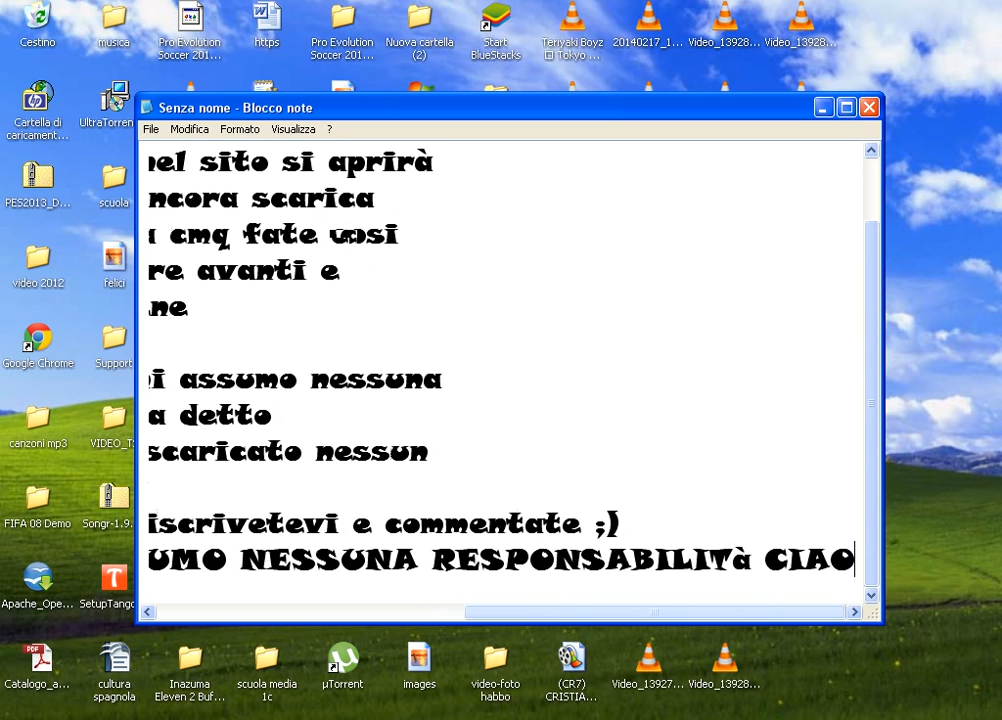 Cestino
musica
Pro Evolution
Soccer 201...
https
Pro Evolution
Soccer 201...
Nuova cartella
(2)
Start
BlueStacks
Teriyaki Boyz
Tokyo ...
20140217_1...
Video_13928...
Video_13928...
Cartella di
caricament...
UltraTorren
PES2013_D...
scuola
video 2012
felici
Google Chrome
Support
canzoni mp3
VIDEO_T
FIFA 08 Demo
Songr-1.9.
Apache_Ope...
SetupTango
Senza nome - Blocco note
File Modifica Formato Visualizza ?
nel sito si aprirà
ncora scarica
cmq fate così
re avanti e
ne
i assumo nessuna
a detto
scaricato nessun
iscrivetevi e commentate ;)
UMO NESSUNA RESPONSABILITà CIAO
Catalogo_a...
cultura
spagnola
Inazuma
Eleven 2 Buf...
scuola media
1c
µTorrent
images
video-foto
habbo
(CR7)
CRISTIA...
Video_13927...
Video_13928...